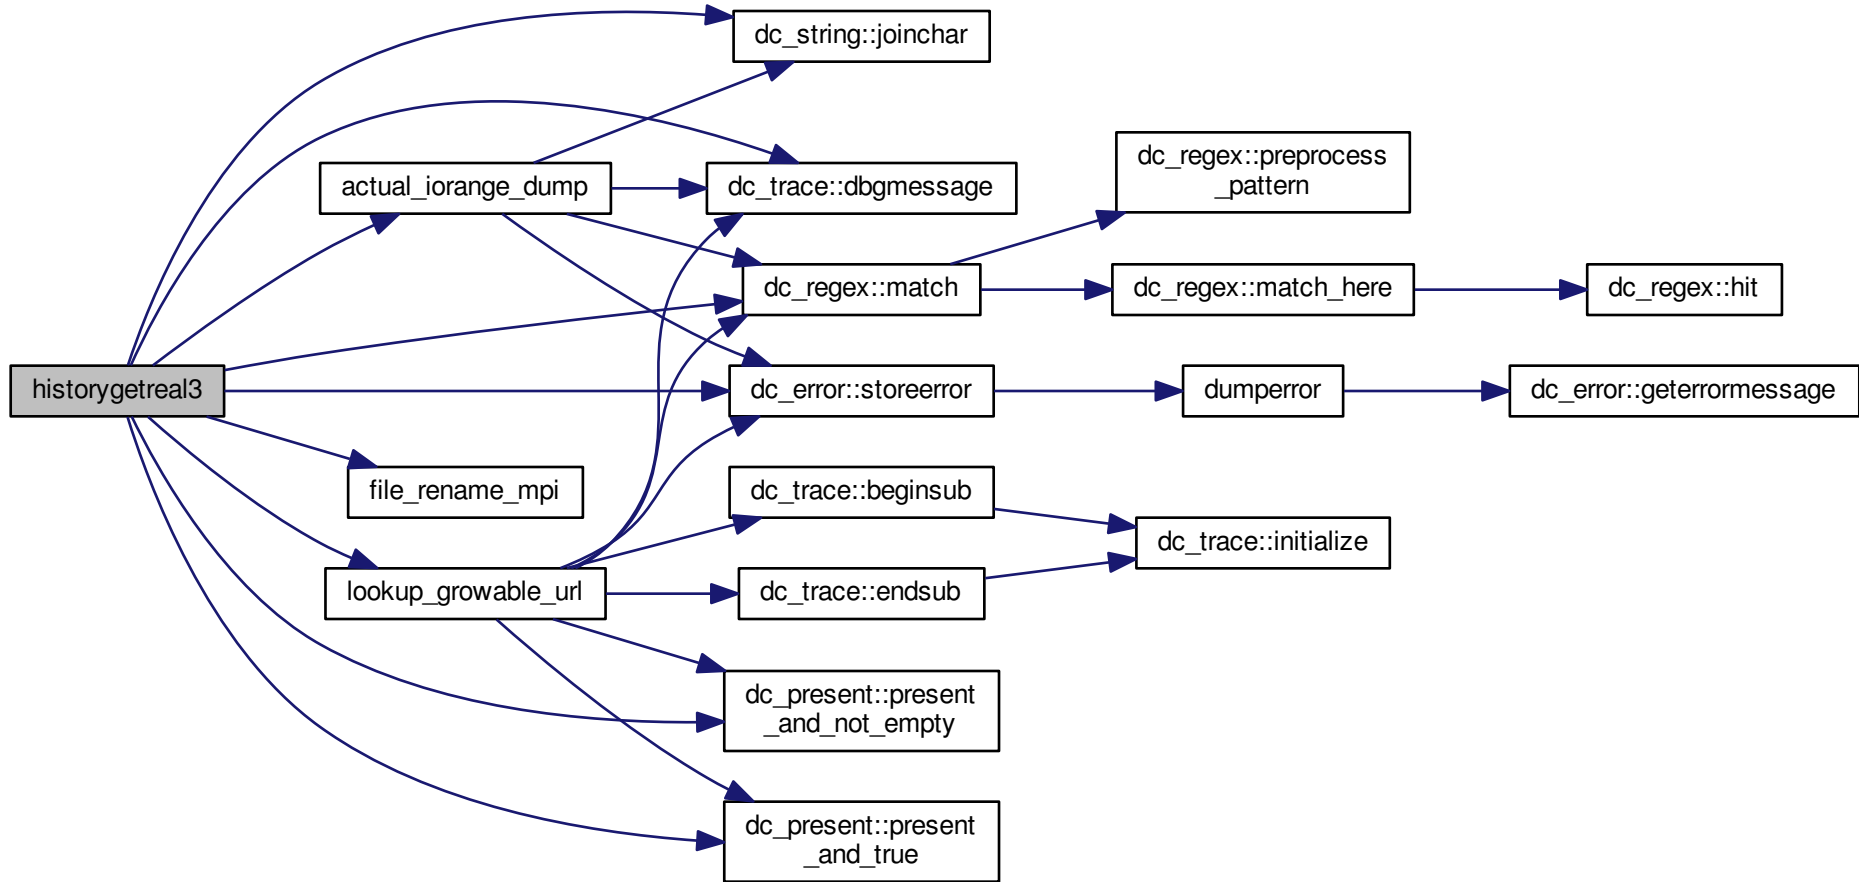 dc_string::joinchar
dc_regex::preprocess
_pattern
actual_iorange_dump
dc_trace::dbgmessage
dc_regex::match
dc_regex::match_here
dc_regex::hit
historygetreal3
dc_error::storeerror
dumperror
dc_error::geterrormessage
file_rename_mpi
dc_trace::beginsub
dc_trace::initialize
lookup_growable_url
dc_trace::endsub
dc_present::present
_and_not_empty
dc_present::present
_and_true